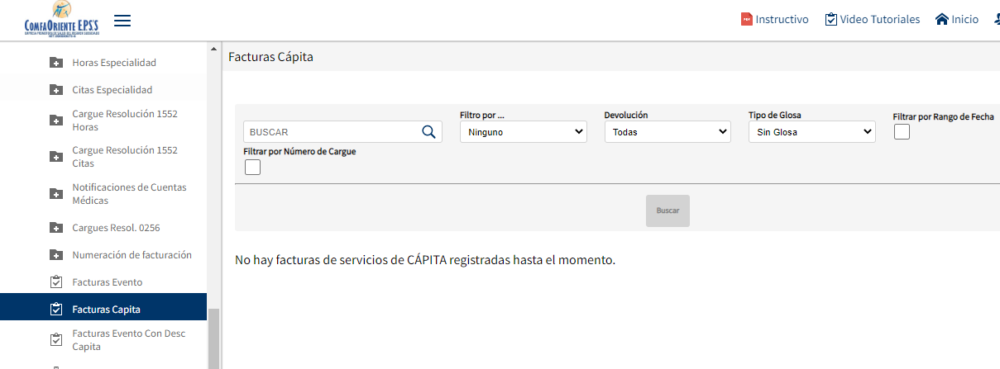 COMFAORIENTE EPS'S
Instructivo
Video Tutoriales
Inicio
Horas Especialidad
Citas Especialidad
Cargue Resolución 1552
Horas
Cargue Resolución 1552
Citas
Notificaciones de Cuentas
Médicas
Cargues Resol. 0256
Numeración de facturación
Facturas Evento
Facturas Capita
Facturas Evento Con Desc
Capita
Facturas Cápita
BUSCAR
Filtro por ...
Ninguno
Devolución
Todas
Tipo de Glosa
Sin Glosa
Filtrar por Rango de Fecha
Filtrar por Número de Cargue
Buscar
No hay facturas de servicios de CÁPITA registradas hasta el momento.